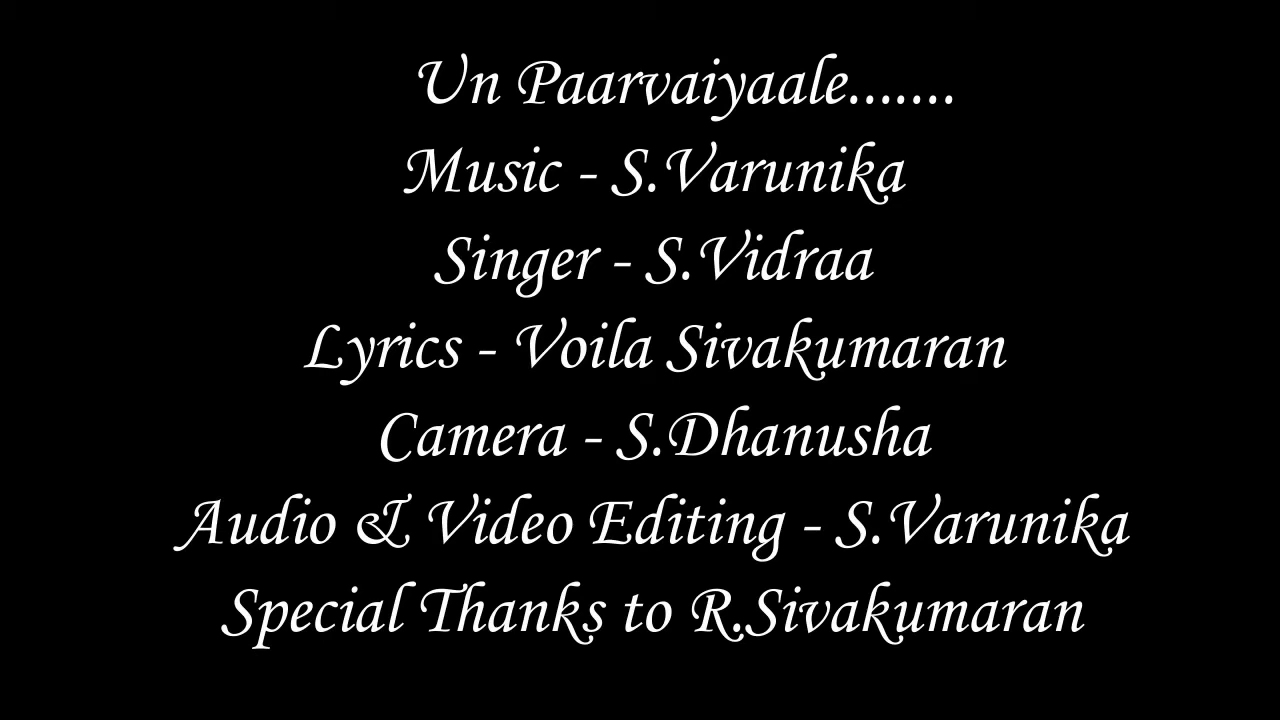 Un Paarvaiyaale.......
Music - S.Varunika
Singer - S.Vidraa
Lyrics - Voila Sivakumaran
Camera - S.Dhanusha
Audio & Video Editing - S.Varunika
Special Thanks to R.Sivakumaran